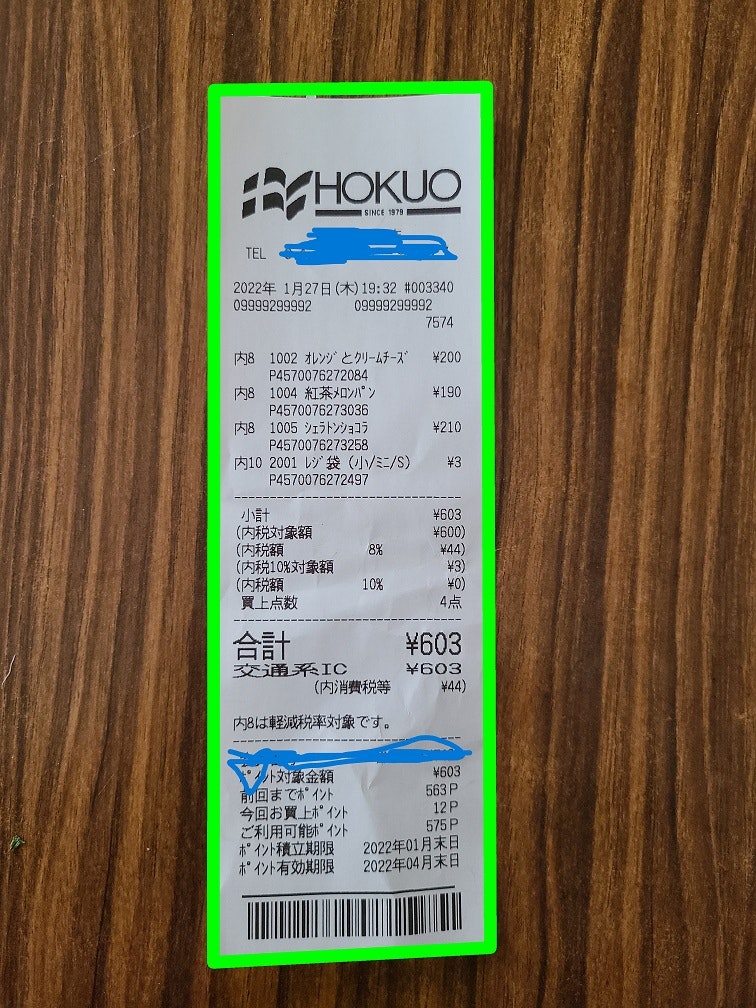 HOKUO
SINCE 1979
TEL
2022年 1月27日(木)19:32 #003340
09999299992 09999299992
7574
内8 1002 ｵﾚﾝｼﾞとｸﾘｰﾑﾁｰｽﾞ ¥200
P4570076272084
内8 1004 紅茶ﾒﾛﾝﾊﾟﾝ ¥190
P4570076273036
内8 1005 ｼｪﾗﾄﾝｼｮｺﾗ ¥210
P4570076273258
内10 2001 ﾚｼﾞ袋 (小/ﾐﾆ/S) ¥3
P4570076272497
小計 ¥603
(内税対象額 ¥600)
(内税額 8% ¥44)
(内税10%対象額 ¥3)
(内税額 10% ¥0)
買上点数 4点
合計 ¥603
交通系IC ¥603
(内消費税等 ¥44)
内8は軽減税率対象です。
ﾎﾟｲﾝﾄ対象金額 ¥603
前回までﾎﾟｲﾝﾄ 563P
今回お買上ﾎﾟｲﾝﾄ 12P
ご利用可能ﾎﾟｲﾝﾄ 575P
ﾎﾟｲﾝﾄ積立期限 2022年01月末日
ﾎﾟｲﾝﾄ有効期限 2022年04月末日